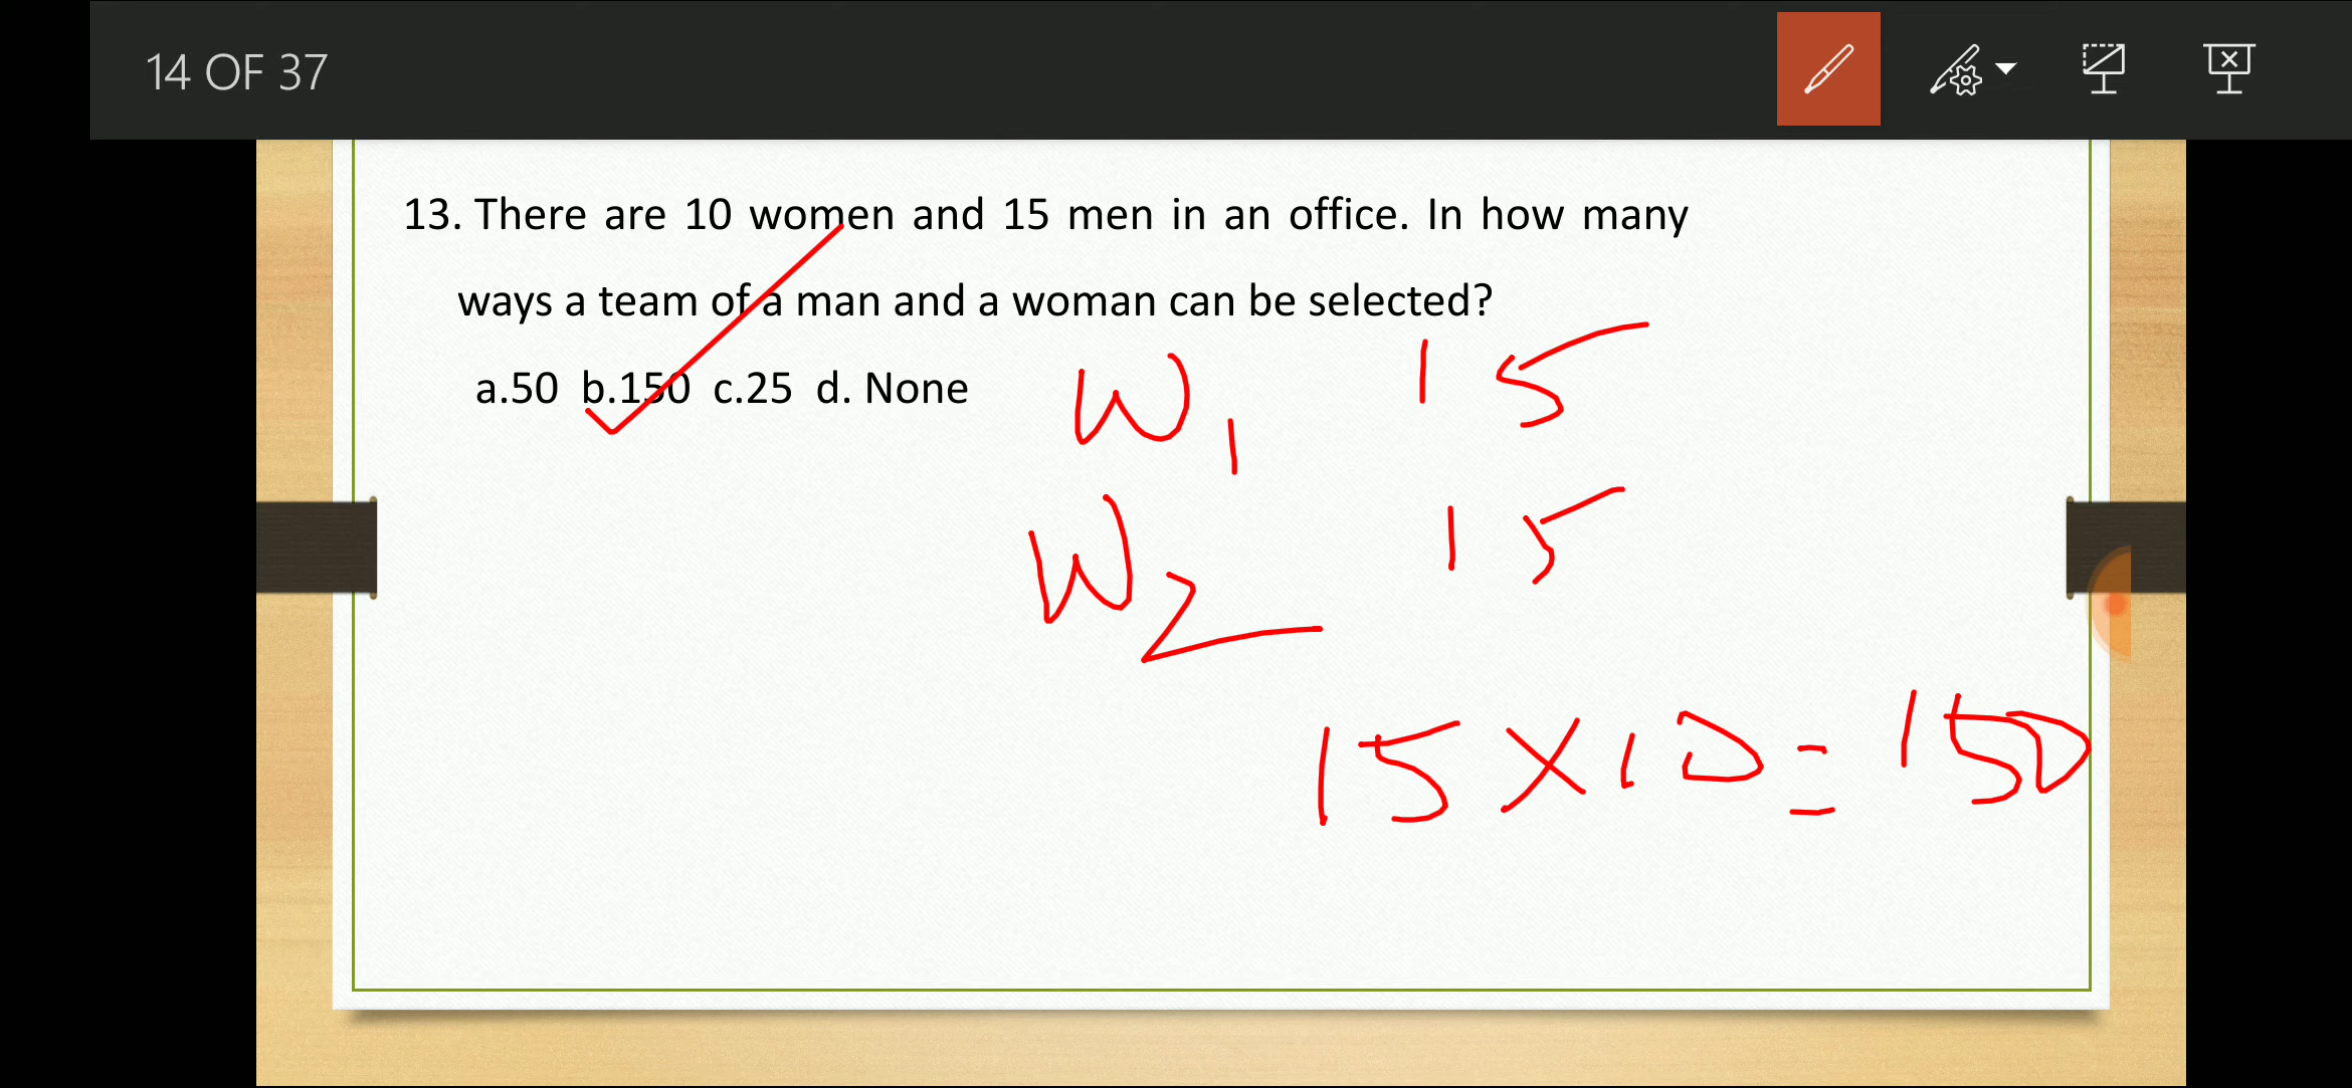 14 OF 37
13. There are 10 women and 15 men in an office. In how many
ways a team of a man and a woman can be selected?
a.50 b.150 c.25 d. None
W1 15
W2 15
15 X 10 = 150